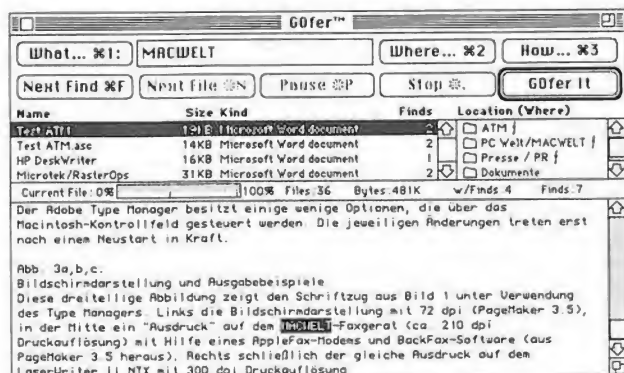 GOfer™
What... ⌘1: MACWELT Where... ⌘2 How... ⌘3
Next Find ⌘F Next File ⌘N Pause ⌘P Stop ⌘. GOfer It
Name Size Kind Finds Location (Where)
Test ATM 19KB Microsoft Word document 2 ATM ƒ
Test ATM.asc 14KB Microsoft Word document 2 PC Welt/MACWELT ƒ
HP DeskWriter 16KB Microsoft Word document 1 Presse / PR ƒ
Microtek/RasterOps 31KB Microsoft Word document 2 Dokumente
Current File: 0% 100% Files: 36 Bytes: 481K w/Finds: 4 Finds: 7
Der Adobe Type Manager besitzt einige wenige Optionen, die über das
Macintosh-Kontrollfeld gesteuert werden. Die jeweiligen Änderungen treten erst
nach einem Neustart in Kraft.
Abb. 3a,b,c.
Bildschirmdarstellung und Ausgabebeispiele
Diese dreiteilige Abbildung zeigt den Schriftzug aus Bild 1 unter Verwendung
des Type Managers. Links die Bildschirmdarstellung mit 72 dpi (PageMaker 3.5),
in der Mitte ein "Ausdruck" auf dem MACWELT-Faxgerät (ca. 210 dpi
Druckauflösung) mit Hilfe eines AppleFax-Modems und BackFax-Software (aus
PageMaker 3.5 heraus). Rechts schließlich der gleiche Ausdruck auf dem
LaserWriter II NTX mit 300 dpi Druckauflösung